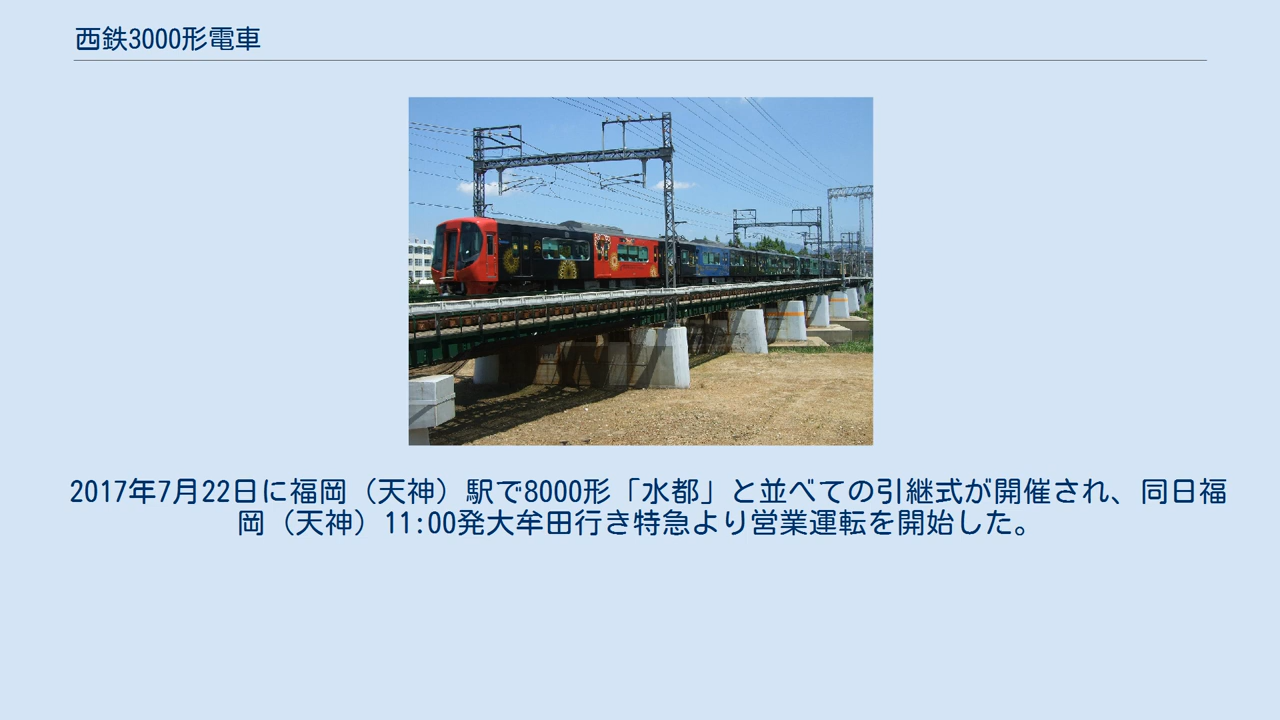 西鉄3000形電車
2017年7月22日に福岡（天神）駅で8000形「水都」と並べての引継式が開催され、同日福
岡（天神）11:00発大牟田行き特急より営業運転を開始した。